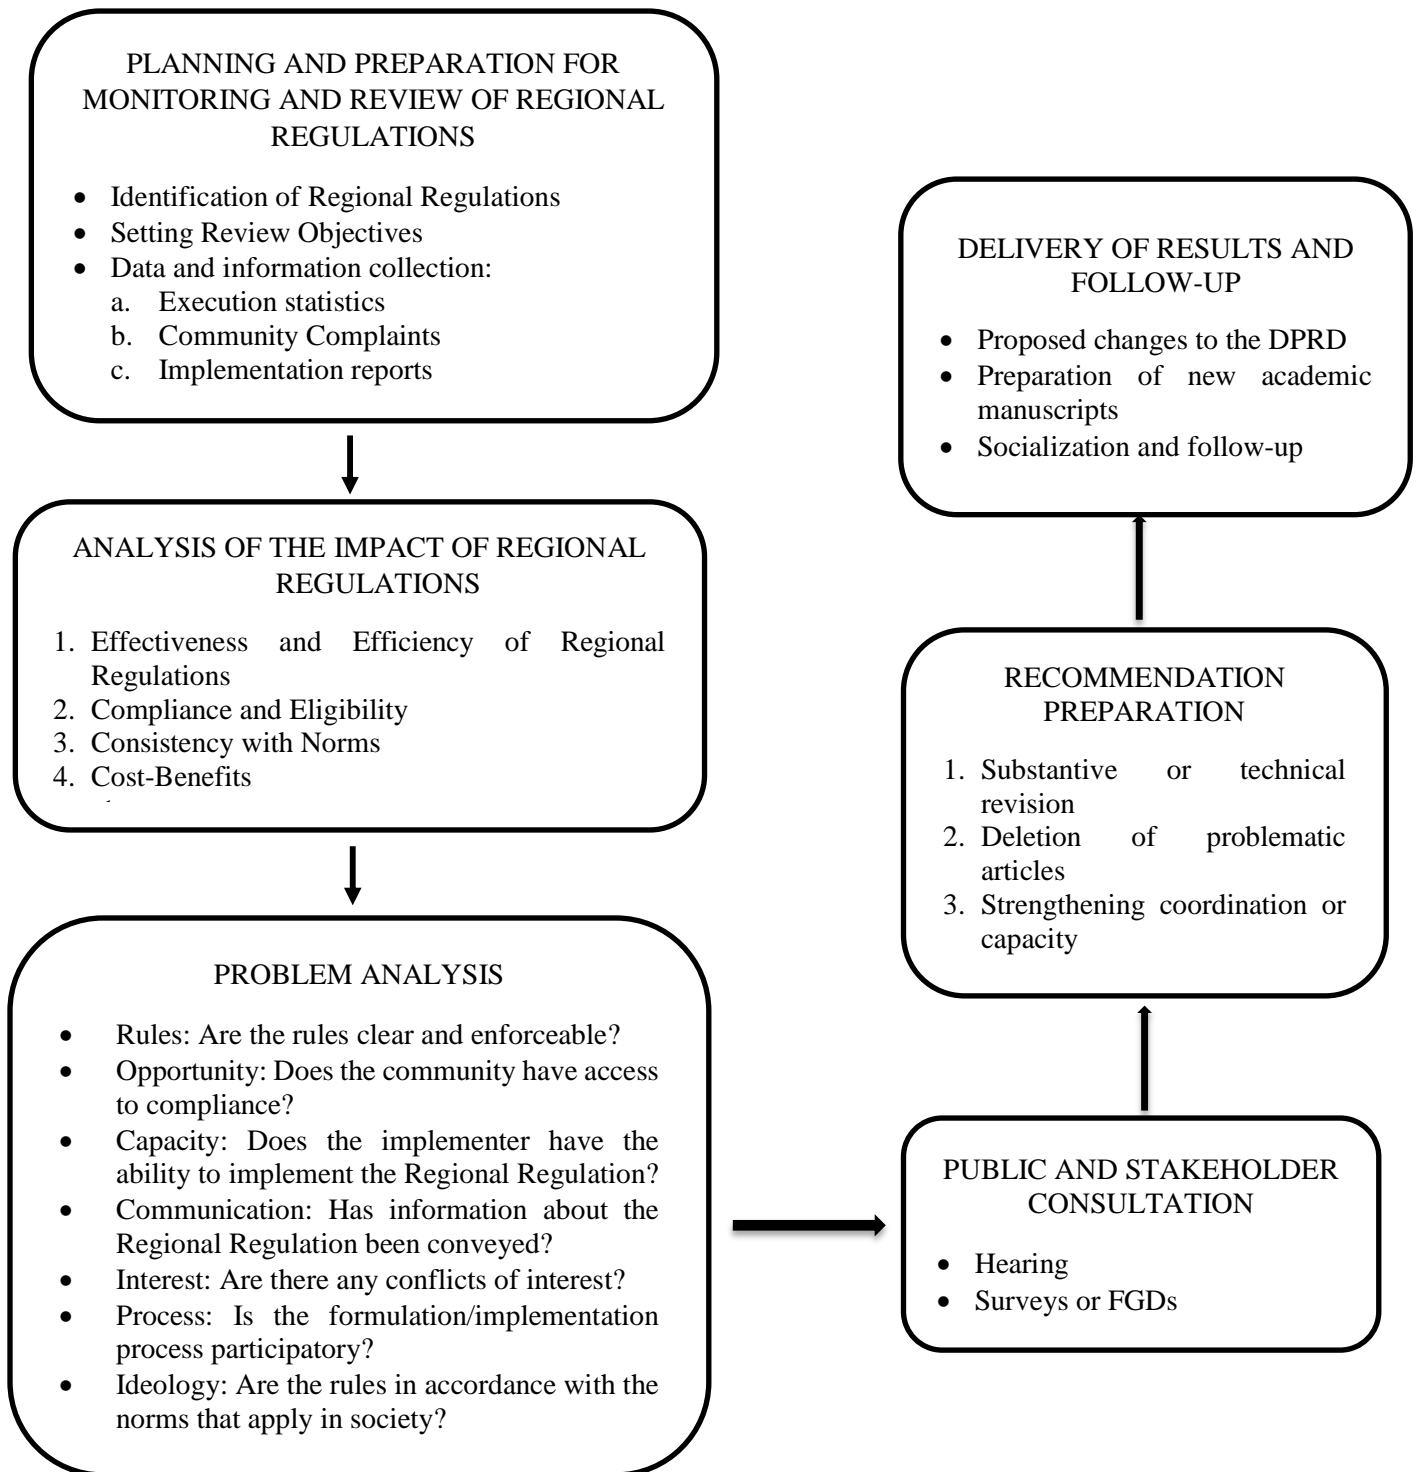 PLANNING AND PREPARATION FOR
MONITORING AND REVIEW OF REGIONAL
REGULATIONS
• Identification of Regional Regulations
• Setting Review Objectives
• Data and information collection:
a. Execution statistics
b. Community Complaints
c. Implementation reports
ANALYSIS OF THE IMPACT OF REGIONAL
REGULATIONS
1. Effectiveness and Efficiency of Regional
Regulations
2. Compliance and Eligibility
3. Consistency with Norms
4. Cost-Benefits
PROBLEM ANALYSIS
• Rules: Are the rules clear and enforceable?
• Opportunity: Does the community have access
to compliance?
• Capacity: Does the implementer have the
ability to implement the Regional Regulation?
• Communication: Has information about the
Regional Regulation been conveyed?
• Interest: Are there any conflicts of interest?
• Process: Is the formulation/implementation
process participatory?
• Ideology: Are the rules in accordance with the
norms that apply in society?
PUBLIC AND STAKEHOLDER
CONSULTATION
• Hearing
• Surveys or FGDs
RECOMMENDATION
PREPARATION
1. Substantive or technical
revision
2. Deletion of problematic
articles
3. Strengthening coordination or
capacity
DELIVERY OF RESULTS AND
FOLLOW-UP
• Proposed changes to the DPRD
• Preparation of new academic
manuscripts
• Socialization and follow-up